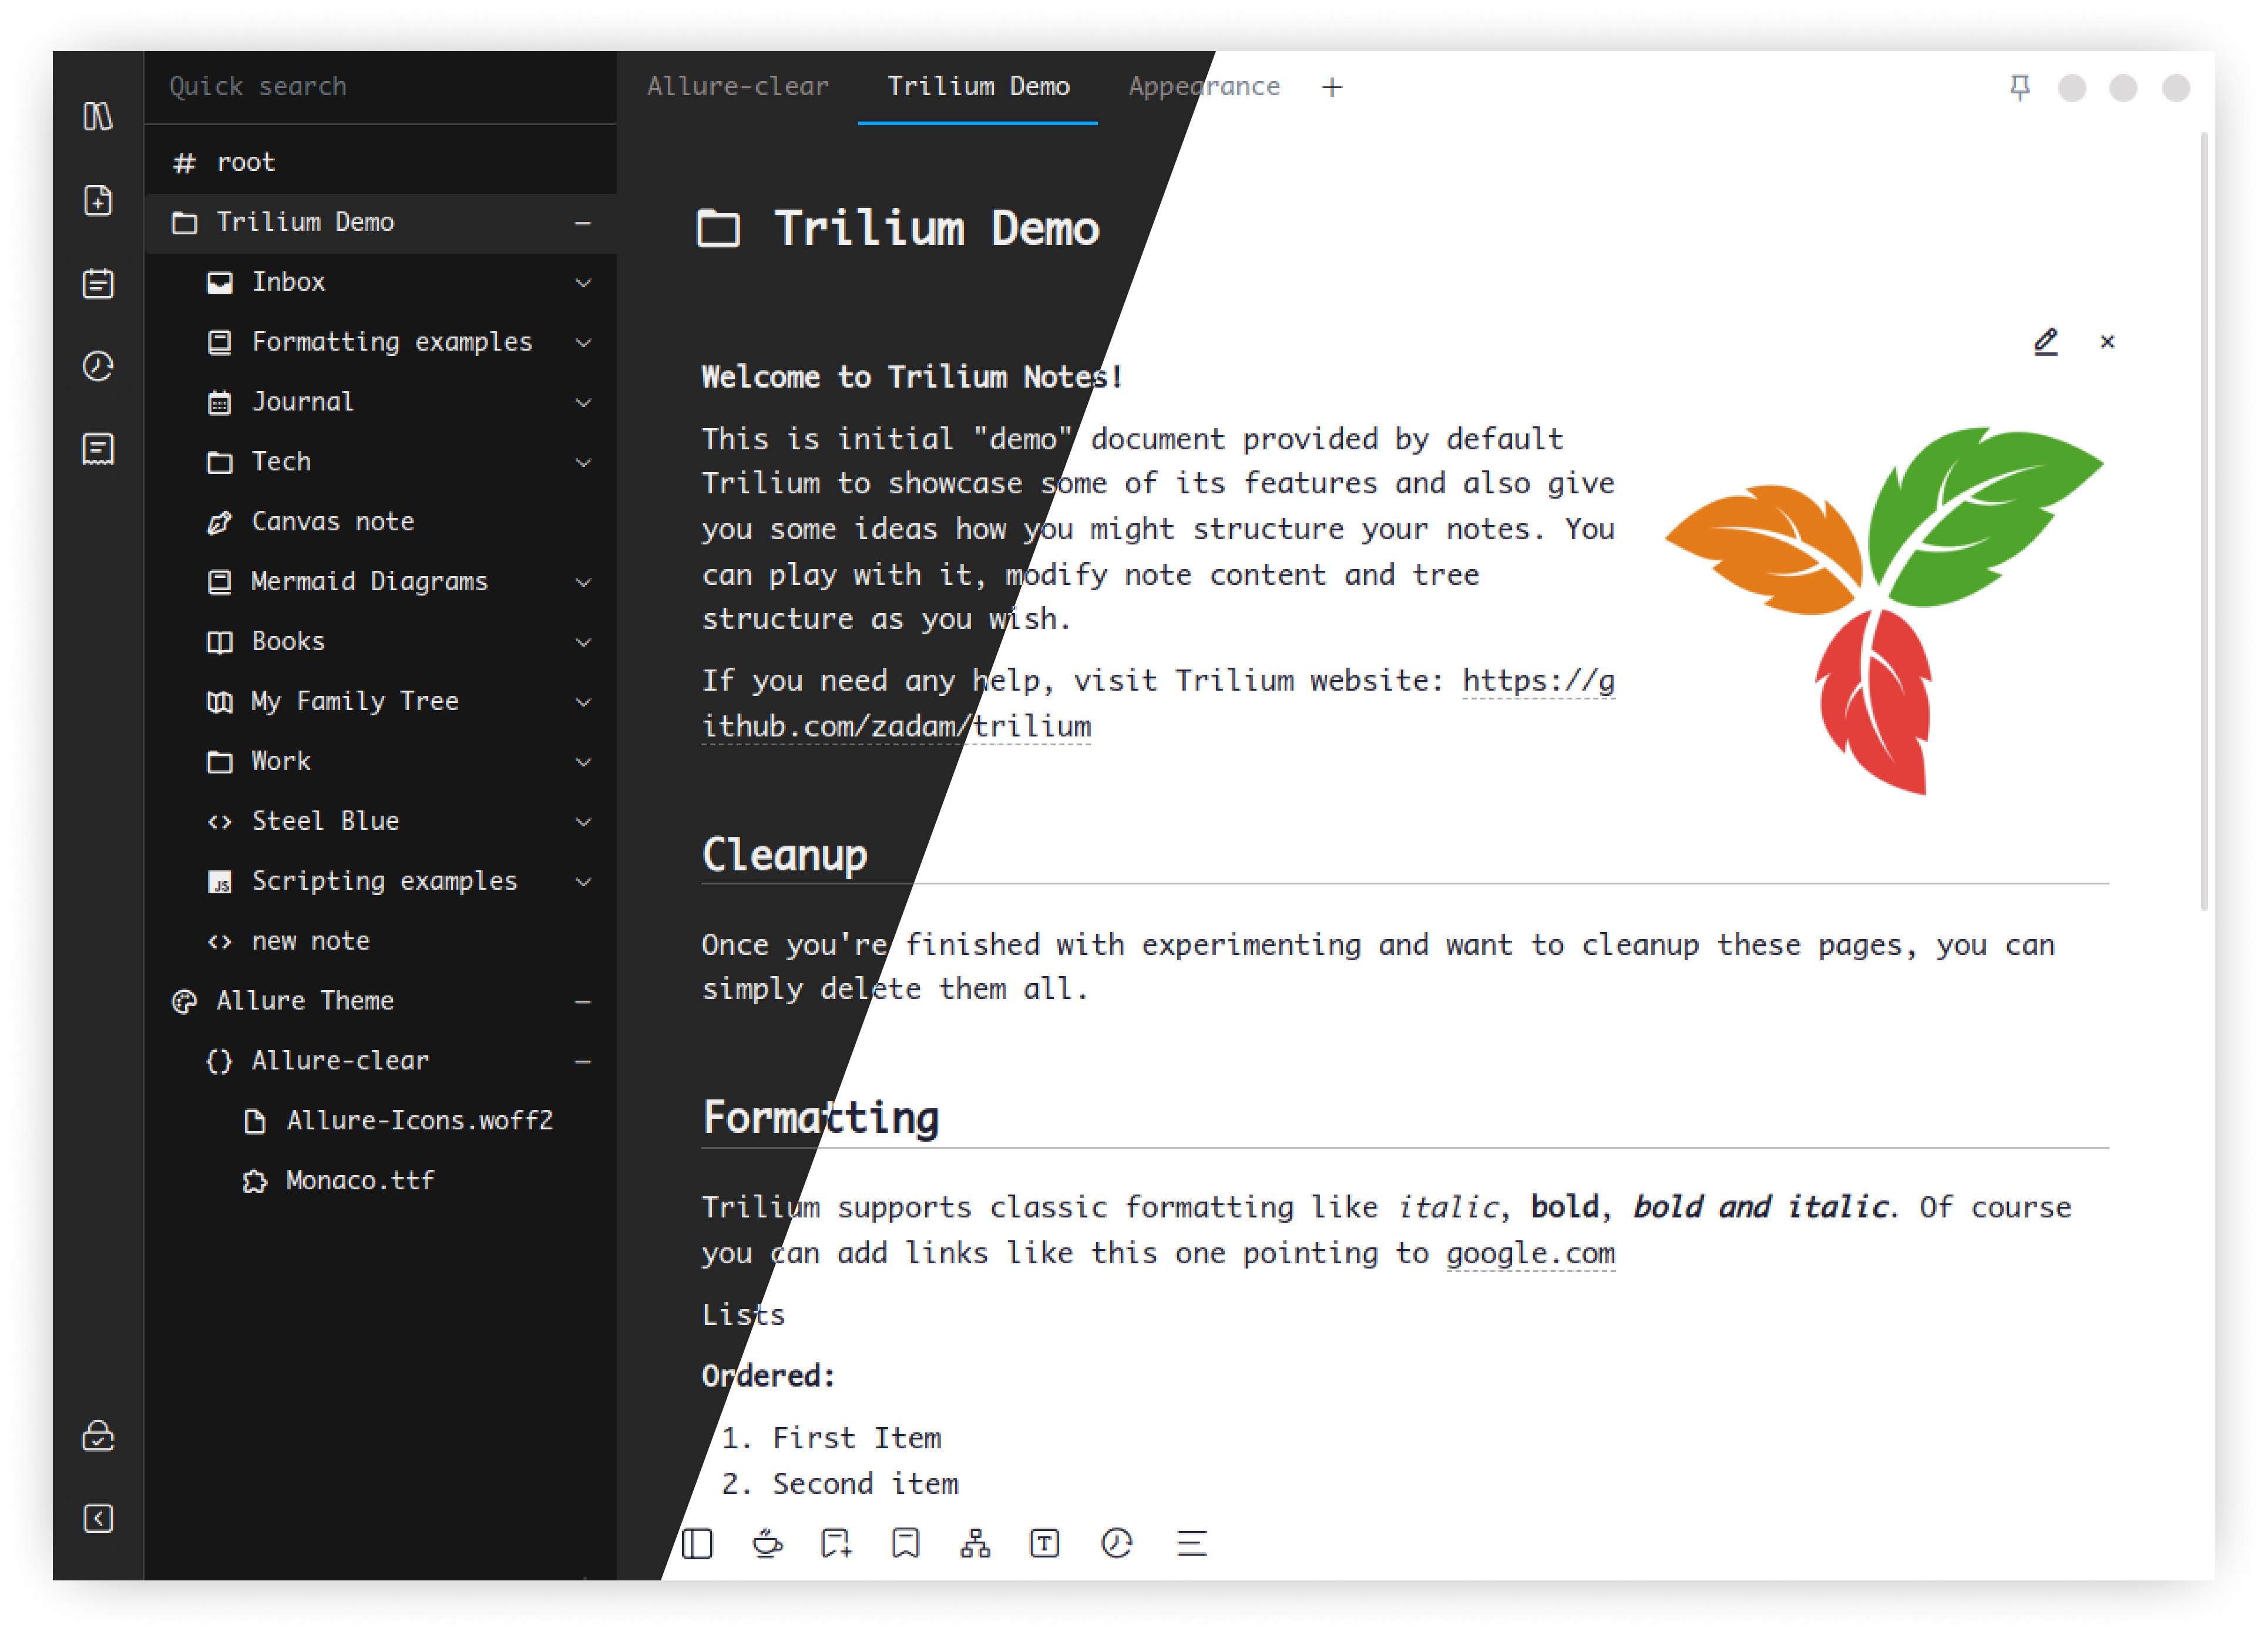 Quick search
root
Trilium Demo
Inbox
Formatting examples
Journal
Tech
Canvas note
Mermaid Diagrams
Books
My Family Tree
Work
Steel Blue
JS Scripting examples
new note
Allure Theme
Allure-clear
Allure-Icons.woff2
Monaco.ttf
Allure-clear Trilium Demo Appearance
Trilium Demo
Welcome to Trilium Notes!
This is initial "demo" document provided by default
Trilium to showcase some of its features and also give
you some ideas how you might structure your notes. You
can play with it, modify note content and tree
structure as you wish.
If you need any help, visit Trilium website: https://g
ithub.com/zadam/trilium
Cleanup
Once you're finished with experimenting and want to cleanup these pages, you can
simply delete them all.
Formatting
Trilium supports classic formatting like italic, bold, bold and italic. Of course
you can add links like this one pointing to google.com
Lists
Ordered:
1. First Item
2. Second item